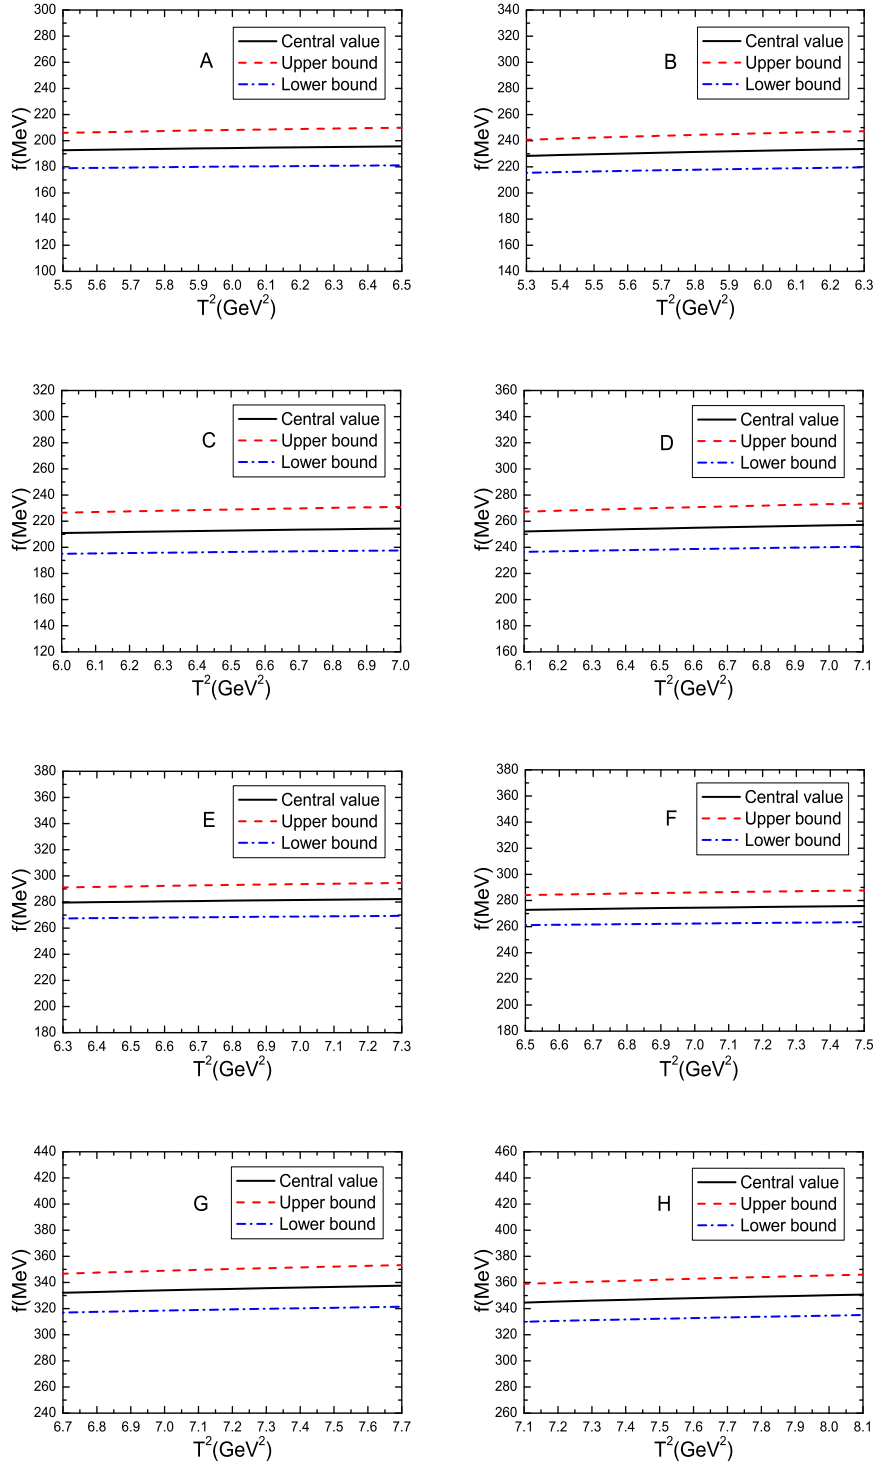 300
280
260
240
220
200
180
160
140
120
100
f(MeV)
A
Central value
Upper bound
Lower bound
5.5 5.6 5.7 5.8 5.9 6.0 6.1 6.2 6.3 6.4 6.5
T²(GeV²)
340
320
300
280
260
240
220
200
180
160
140
f(MeV)
B
Central value
Upper bound
Lower bound
5.3 5.4 5.5 5.6 5.7 5.8 5.9 6.0 6.1 6.2 6.3
T²(GeV²)
320
300
280
260
240
220
200
180
160
140
120
f(MeV)
C
Central value
Upper bound
Lower bound
6.0 6.1 6.2 6.3 6.4 6.5 6.6 6.7 6.8 6.9 7.0
T²(GeV²)
360
340
320
300
280
260
240
220
200
180
160
f(MeV)
D
Central value
Upper bound
Lower bound
6.1 6.2 6.3 6.4 6.5 6.6 6.7 6.8 6.9 7.0 7.1
T²(GeV²)
380
360
340
320
300
280
260
240
220
200
180
f(MeV)
E
Central value
Upper bound
Lower bound
6.3 6.4 6.5 6.6 6.7 6.8 6.9 7.0 7.1 7.2 7.3
T²(GeV²)
380
360
340
320
300
280
260
240
220
200
180
f(MeV)
F
Central value
Upper bound
Lower bound
6.5 6.6 6.7 6.8 6.9 7.0 7.1 7.2 7.3 7.4 7.5
T²(GeV²)
440
420
400
380
360
340
320
300
280
260
240
f(MeV)
G
Central value
Upper bound
Lower bound
6.7 6.8 6.9 7.0 7.1 7.2 7.3 7.4 7.5 7.6 7.7
T²(GeV²)
460
440
420
400
380
360
340
320
300
280
260
f(MeV)
H
Central value
Upper bound
Lower bound
7.1 7.2 7.3 7.4 7.5 7.6 7.7 7.8 7.9 8.0 8.1
T²(GeV²)